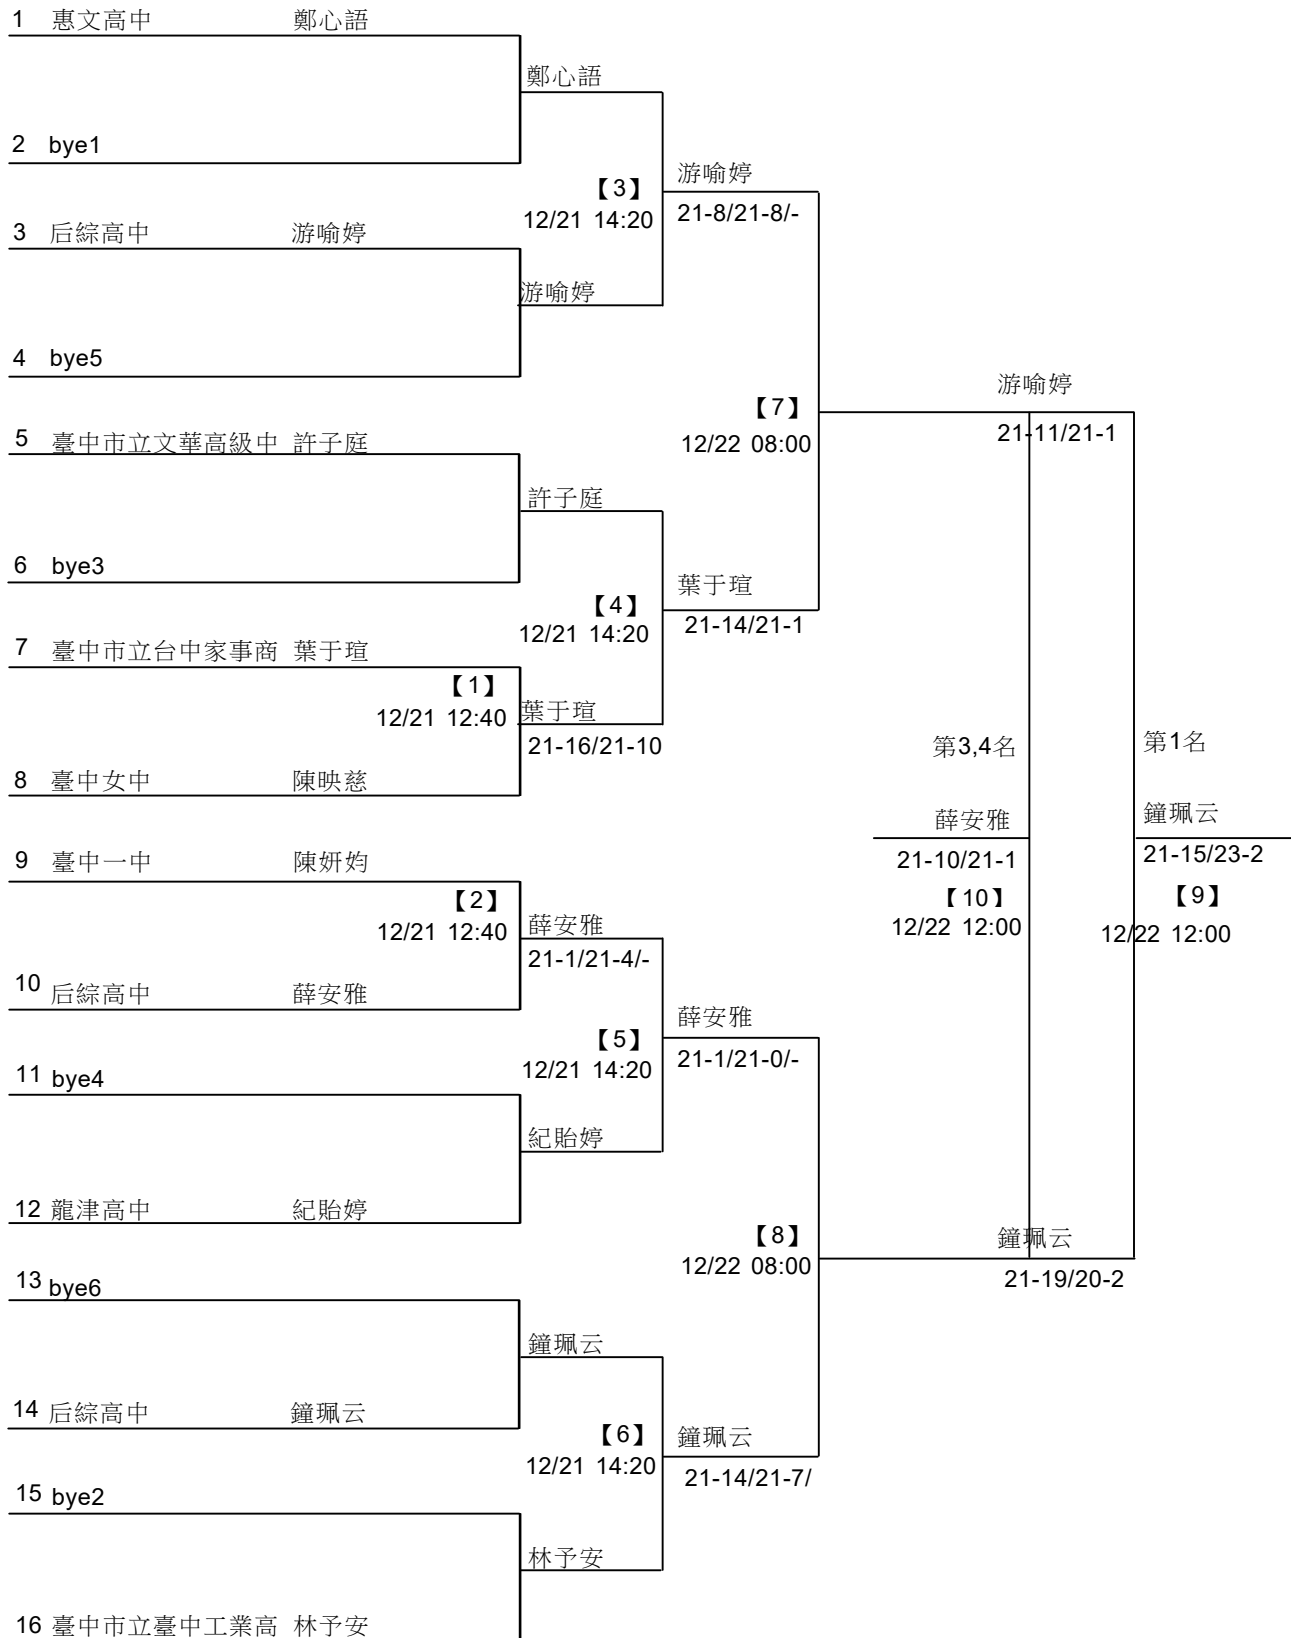 1 惠文高中 鄭心語
鄭心語
2 bye1
游喻婷
【3】
12/21 14:20 21-8/21-8/-
3 后綜高中 游喻婷
游喻婷
4 bye5
游喻婷
【7】
5 臺中市立文華高級中 許子庭
12/22 08:00 21-11/21-1
許子庭
6 bye3
葉于瑄
【4】
12/21 14:20 21-14/21-1
7 臺中市立台中家事商 葉于瑄
【1】
12/21 12:40 葉于瑄
21-16/21-10
第3,4名 第1名
8 臺中女中 陳映慈
薛安雅 鐘珮云
9 臺中一中 陳妍妁
21-10/21-1 21-15/23-2
【2】 【10】 【9】
12/21 12:40 薛安雅 12/22 12:00 12/22 12:00
21-1/21-4/-
10 后綜高中 薛安雅
薛安雅
【5】
12/21 14:20 21-1/21-0/-
11 bye4
紀貽婷
12 龍津高中 紀貽婷
【8】 鐘珮云
12/22 08:00 21-19/20-2
13 bye6
鐘珮云
14 后綜高中 鐘珮云
【6】 鐘珮云
12/21 14:20 21-14/21-7/
15 bye2
林予安
16 臺中市立臺中工業高 林予安